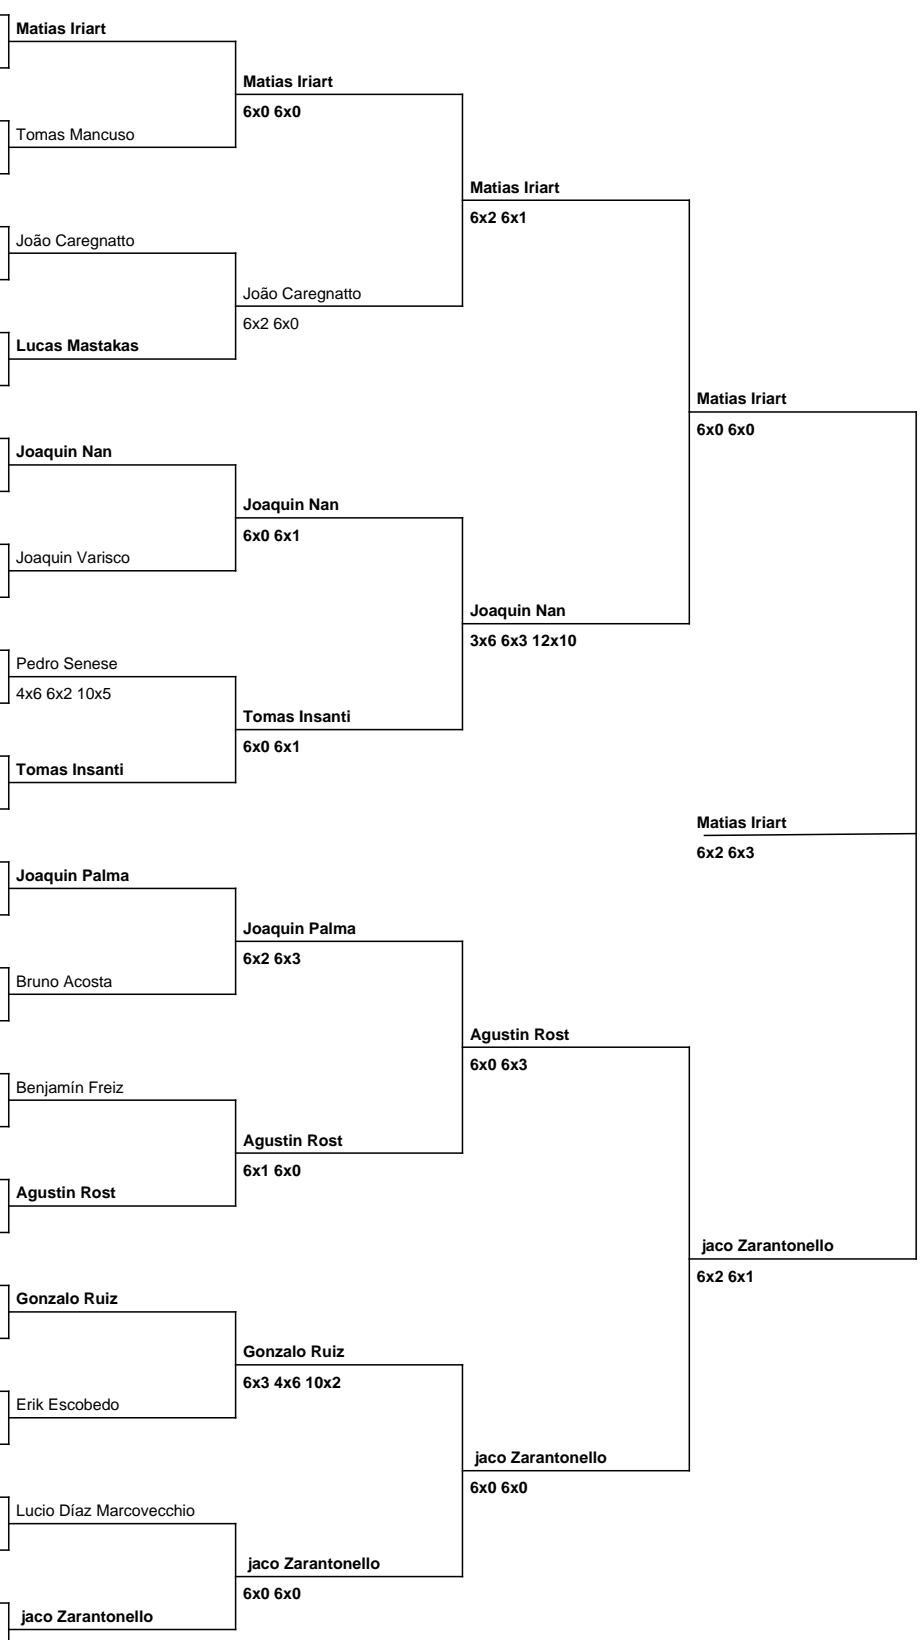 Matias Iriart
Matias Iriart
6x0 6x0
Tomas Mancuso
Matias Iriart
6x2 6x1
João Caregnatto
João Caregnatto
6x2 6x0
Lucas Mastakas
Matias Iriart
6x0 6x0
Joaquin Nan
Joaquin Nan
6x0 6x1
Joaquin Varisco
Joaquin Nan
3x6 6x3 12x10
Pedro Senese
4x6 6x2 10x5
Tomas Insanti
6x0 6x1
Tomas Insanti
Matias Iriart
6x2 6x3
Joaquin Palma
Joaquin Palma
6x2 6x3
Bruno Acosta
Agustin Rost
6x0 6x3
Benjamín Freiz
Agustin Rost
6x1 6x0
Agustin Rost
jaco Zarantonello
6x2 6x1
Gonzalo Ruiz
Gonzalo Ruiz
6x3 4x6 10x2
Erik Escobedo
jaco Zarantonello
6x0 6x0
Lucio Díaz Marcovecchio
jaco Zarantonello
6x0 6x0
jaco Zarantonello